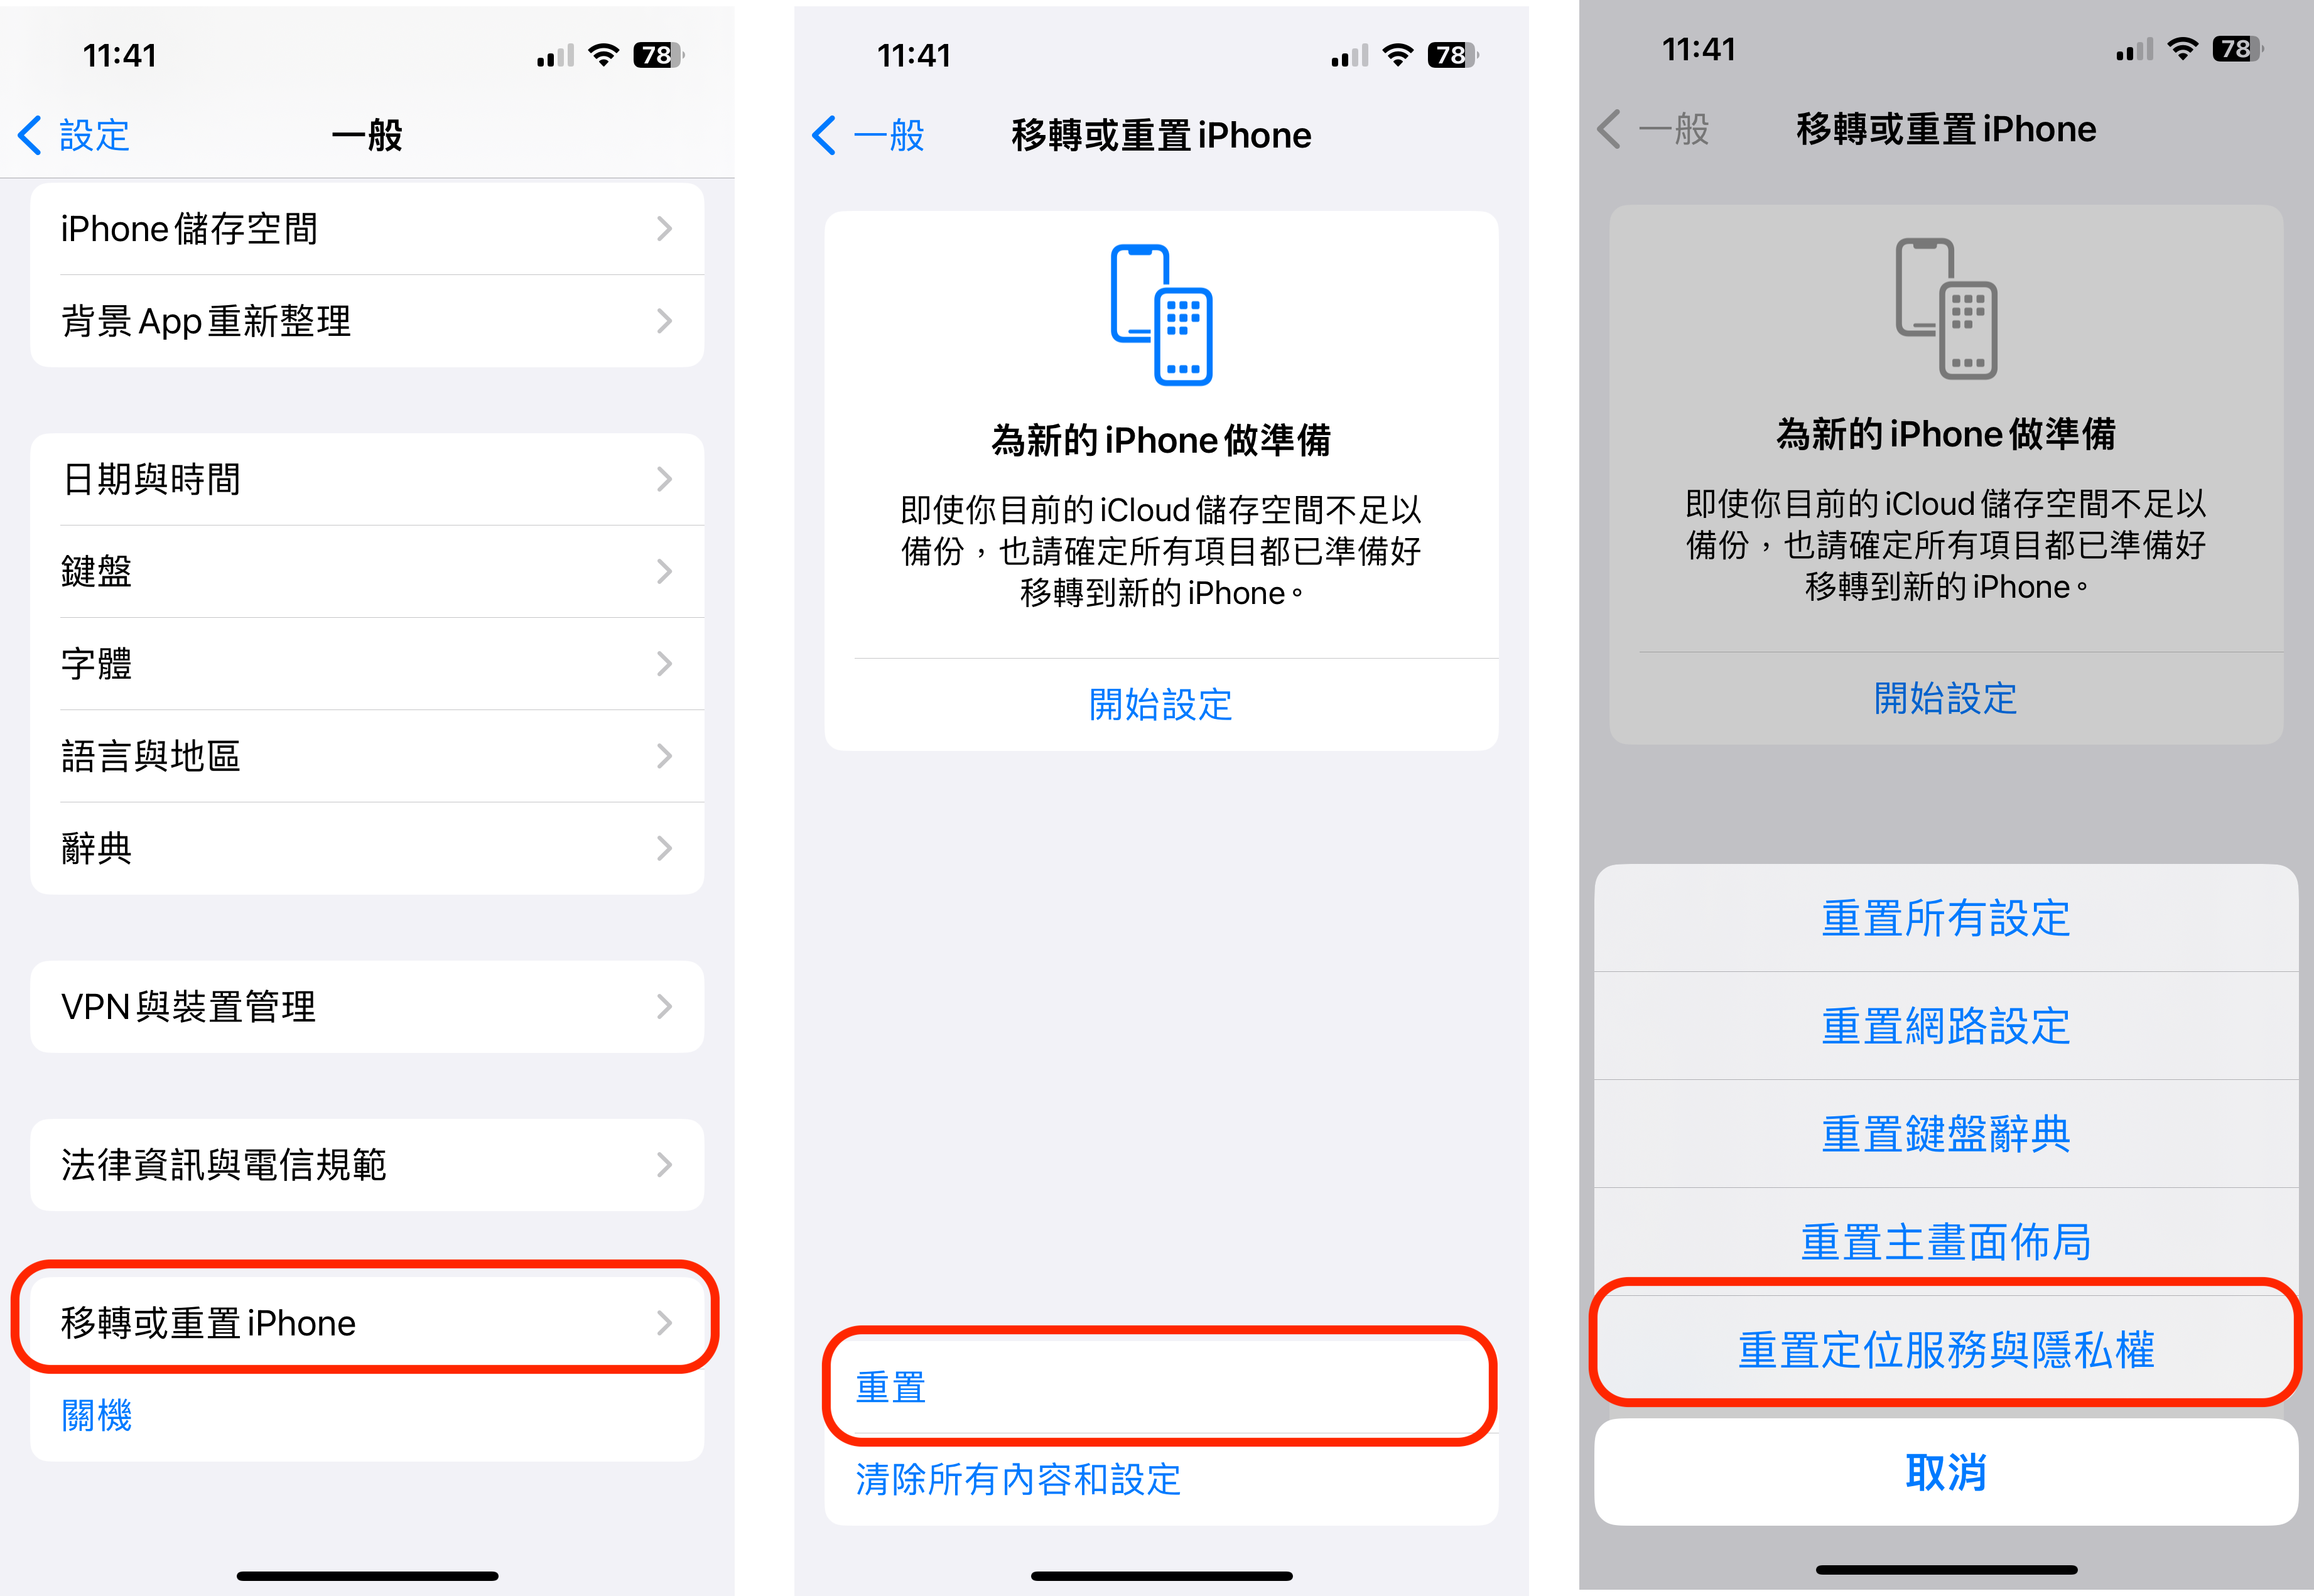 11:41
78
設定
一般
iPhone儲存空間
背景App重新整理
日期與時間
鍵盤
字體
語言與地區
辭典
VPN與裝置管理
法律資訊與電信規範
移轉或重置iPhone
關機
11:41
78
一般
移轉或重置iPhone
為新的iPhone做準備
即使你目前的iCloud儲存空間不足以
備份，也請確定所有項目都已準備好
移轉到新的iPhone。
開始設定
重置
清除所有內容和設定
11:41
78
一般
移轉或重置iPhone
為新的iPhone做準備
即使你目前的iCloud儲存空間不足以
備份，也請確定所有項目都已準備好
移轉到新的iPhone。
開始設定
重置所有設定
重置網路設定
重置鍵盤辭典
重置主畫面佈局
重置定位服務與隱私權
取消